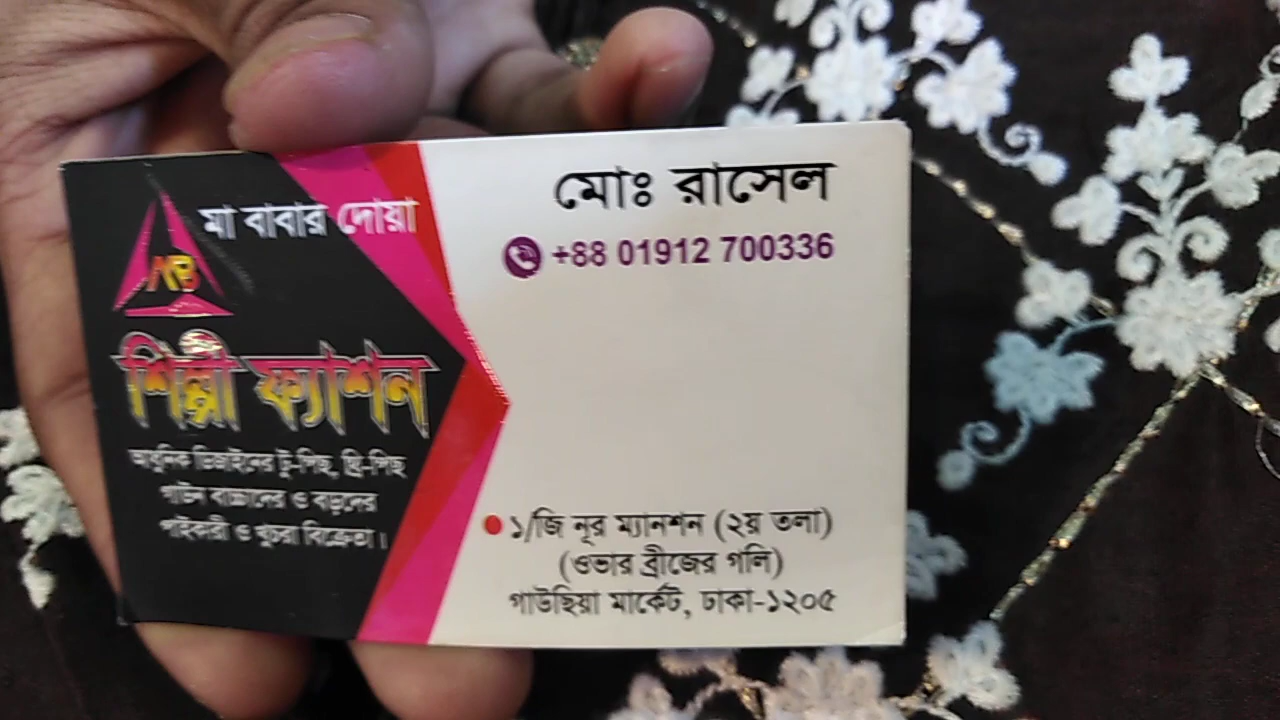 মা বাবার দোয়া
শিল্পী ফ্যাশন
আধুনিক ডিজাইনের টু-পিছ, থ্রি-পিছ
গাউন বাচ্চাদের ও বড়দের
পাইকারী ও খুচরা বিক্রেতা।
মোঃ রাসেল
+88 01912 700336
১/জি নূর ম্যানশন (২য় তলা)
(ওভার ব্রীজের গলি)
গাউছিয়া মার্কেট, ঢাকা-১২০৫